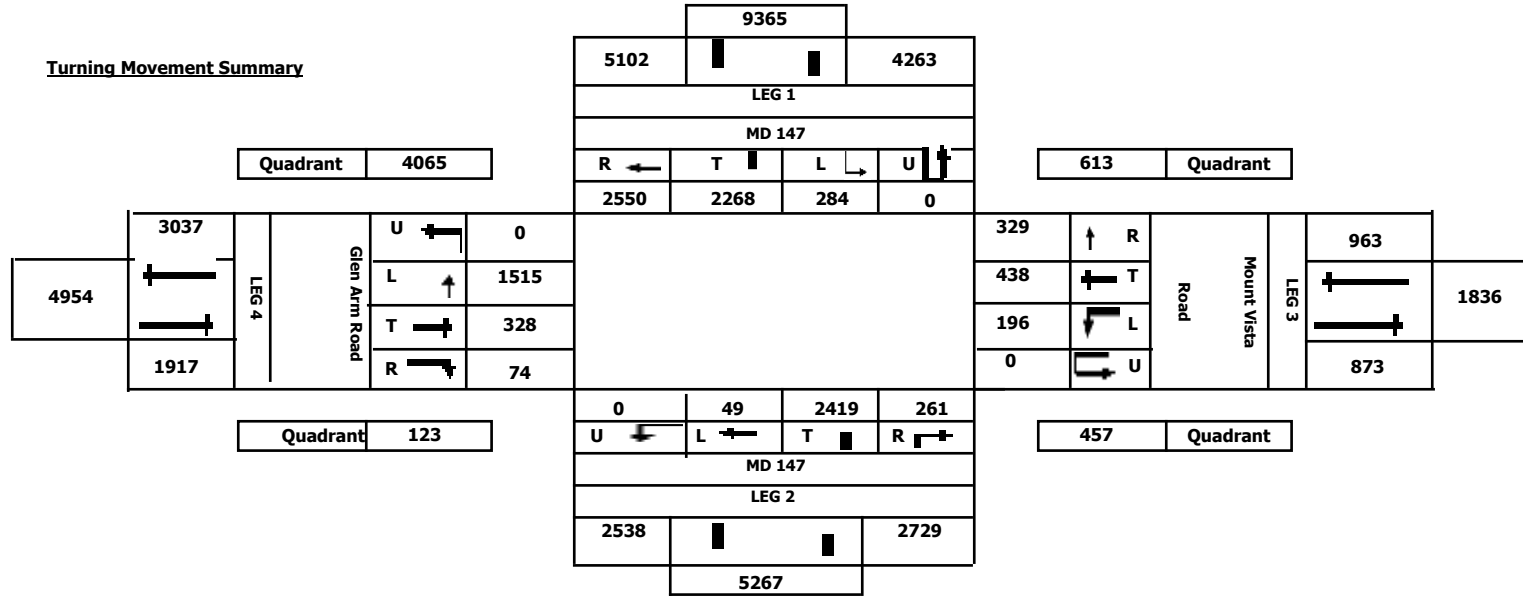 9365
5102 4263
Turning Movement Summary
LEG 1
MD 147
Quadrant 4065
R T L U
613 Quadrant
2550 2268 284 0
3037
U 0
329 R
963
4954
LEG 4
Glen Arm Road
L 1515
438 T
Mount Vista
Road
LEG 3
1836
T 328
196 L
1917
R 74
0 U
873
0 49 2419 261
Quadrant 123
U L T R
457 Quadrant
MD 147
LEG 2
2538 2729
5267